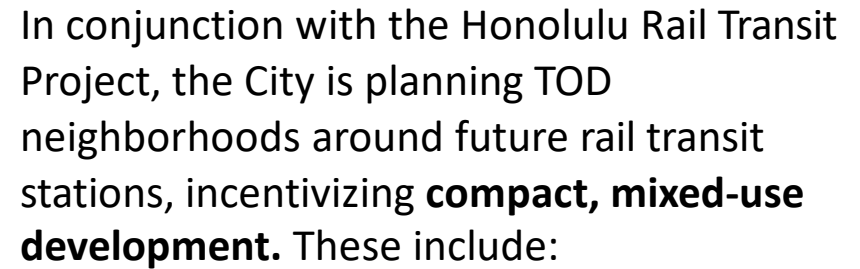 In conjunction with the Honolulu Rail Transit
Project, the City is planning TOD
neighborhoods around future rail transit
stations, incentivizing compact, mixed-use
development. These include: